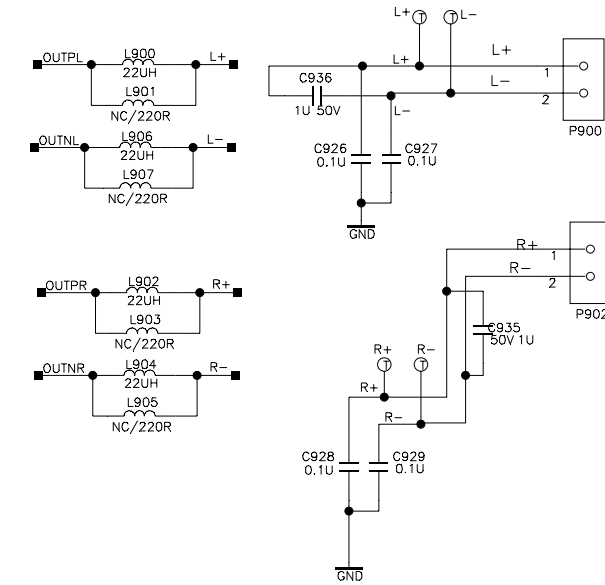 OUTPL
L900
22UH
L+
L901
NC/220R
OUTNL
L906
22UH
L-
L907
NC/220R
OUTPR
L902
22UH
R+
L903
NC/220R
OUTNR
L904
22UH
R-
L905
NC/220R
L+
T
L-
T
L+
L+
1
C936
1U 50V
L-
L-
2
P900
C926
0.1U
C927
0.1U
GND
R+
1
R-
2
P902
C935
50V 1U
R+
T
R-
T
R+
R-
C928
0.1U
C929
0.1U
GND